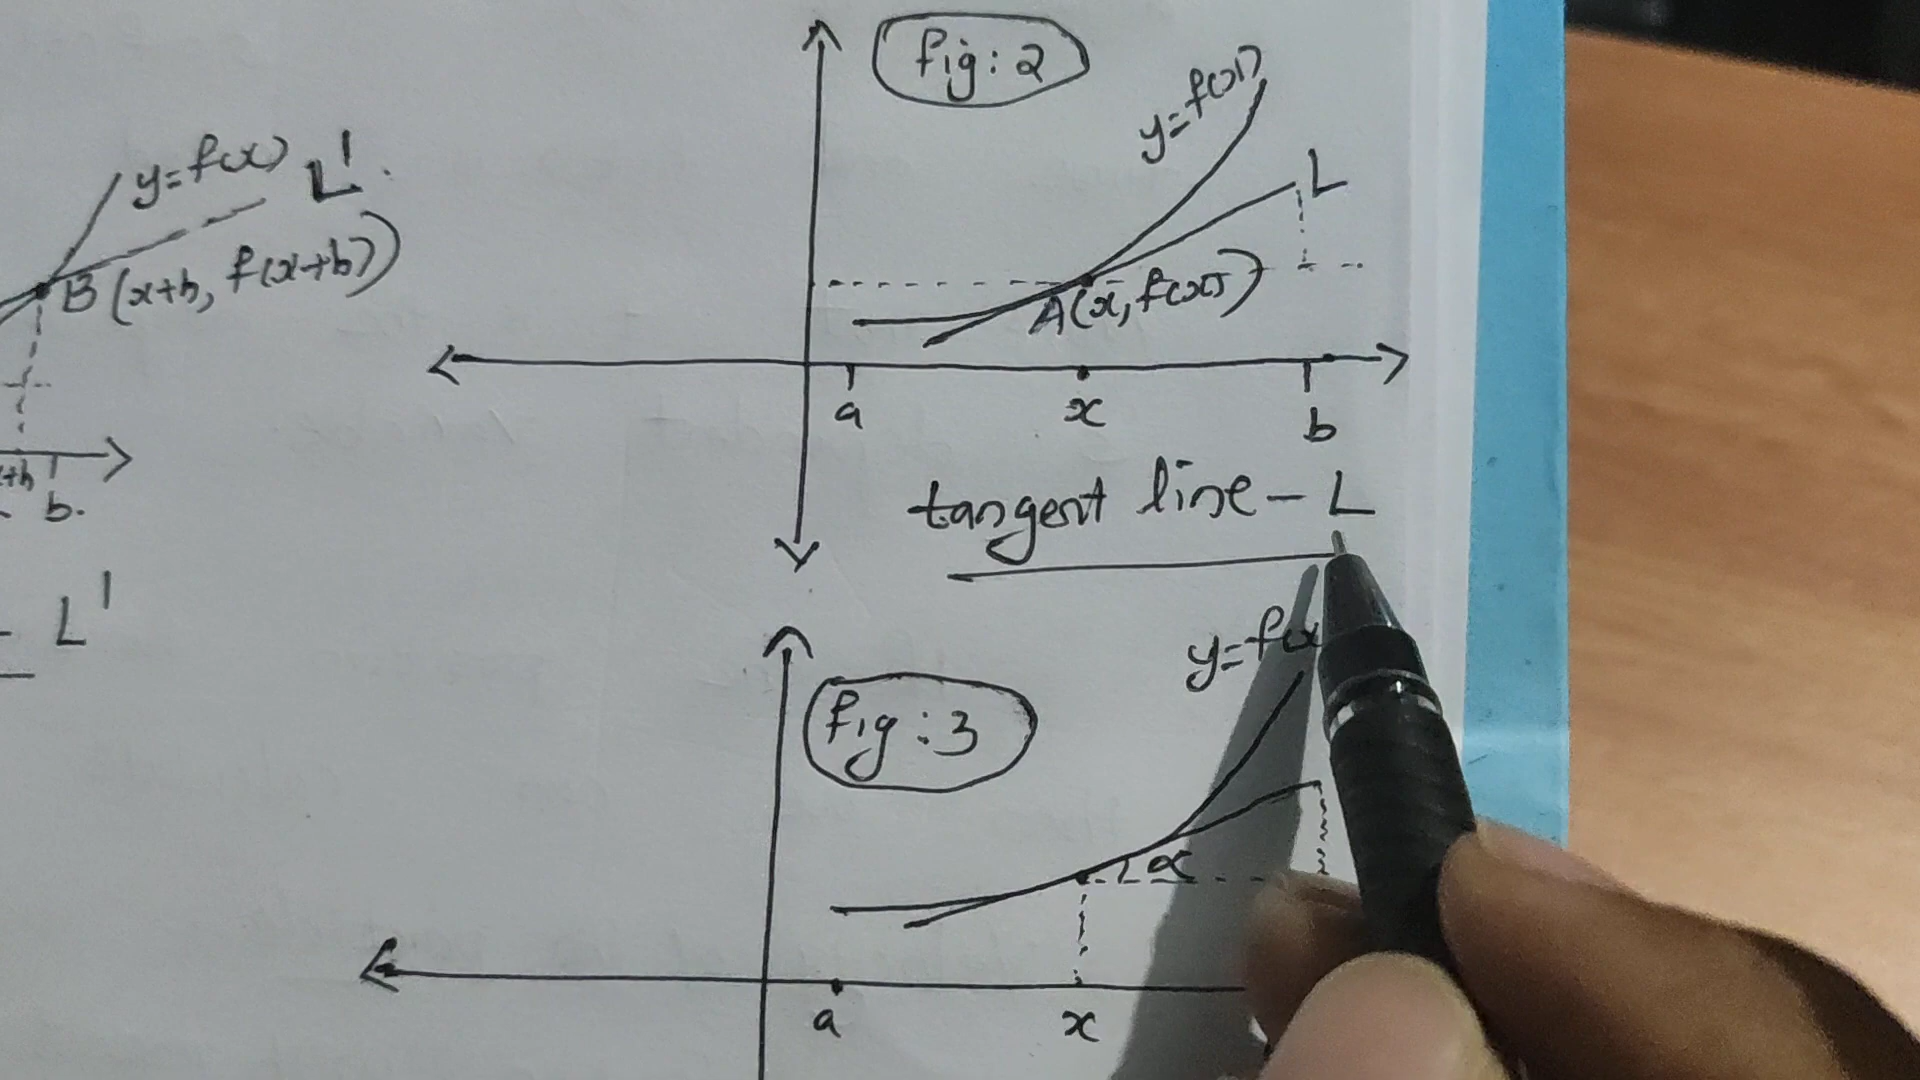 y=f(x) L'.
B(x+h, f(x+h))
b.
L'
fig: 2
y=f(x)
L
A(x, f(x))
a x b
tangent line - L
y=f(x
fig: 3
α
a x